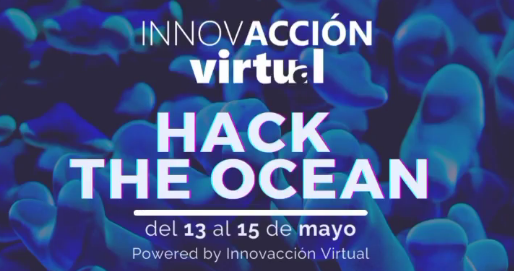 INNOVACCIÓN
virtual
HACK
THE OCEAN
del 13 al 15 de mayo
Powered by Innovacción Virtual